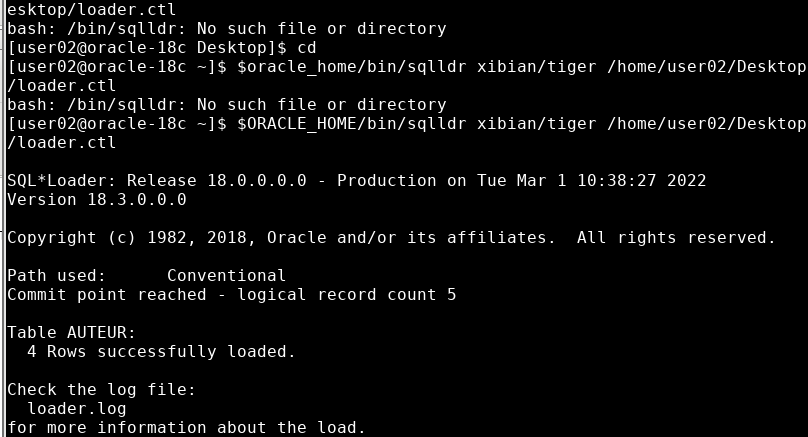 esktop/loader.ctl
bash: /bin/sqlldr: No such file or directory
[user02@oracle-18c Desktop]$ cd
[user02@oracle-18c ~]$ $oracle_home/bin/sqlldr xibian/tiger /home/user02/Desktop
/loader.ctl
bash: /bin/sqlldr: No such file or directory
[user02@oracle-18c ~]$ $ORACLE_HOME/bin/sqlldr xibian/tiger /home/user02/Desktop
/loader.ctl

SQL*Loader: Release 18.0.0.0.0 - Production on Tue Mar 1 10:38:27 2022
Version 18.3.0.0.0

Copyright (c) 1982, 2018, Oracle and/or its affiliates.  All rights reserved.

Path used:      Conventional
Commit point reached - logical record count 5

Table AUTEUR:
  4 Rows successfully loaded.

Check the log file:
  loader.log
for more information about the load.